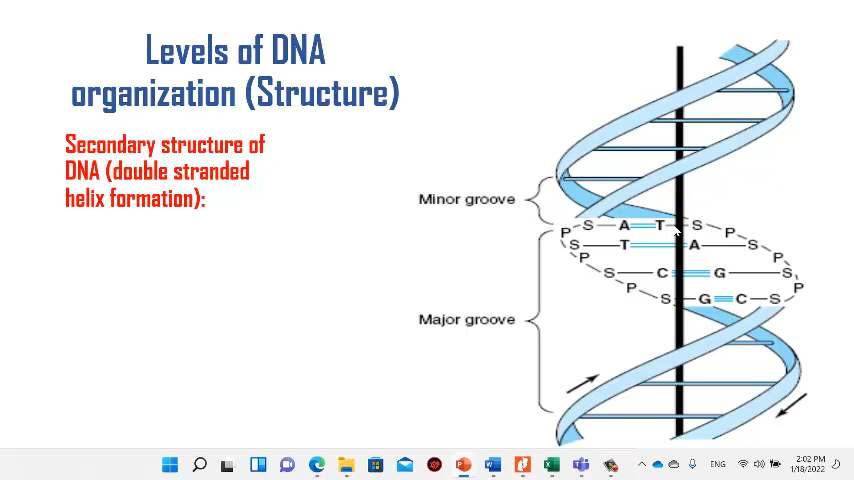 Levels of DNA
organization (Structure)
Secondary structure of
DNA (double stranded
helix formation):
Minor groove
P S A T S P
S T A S
P P
S C G S
P P
S G C S
Major groove
ENG
2:02 PM
1/18/2022